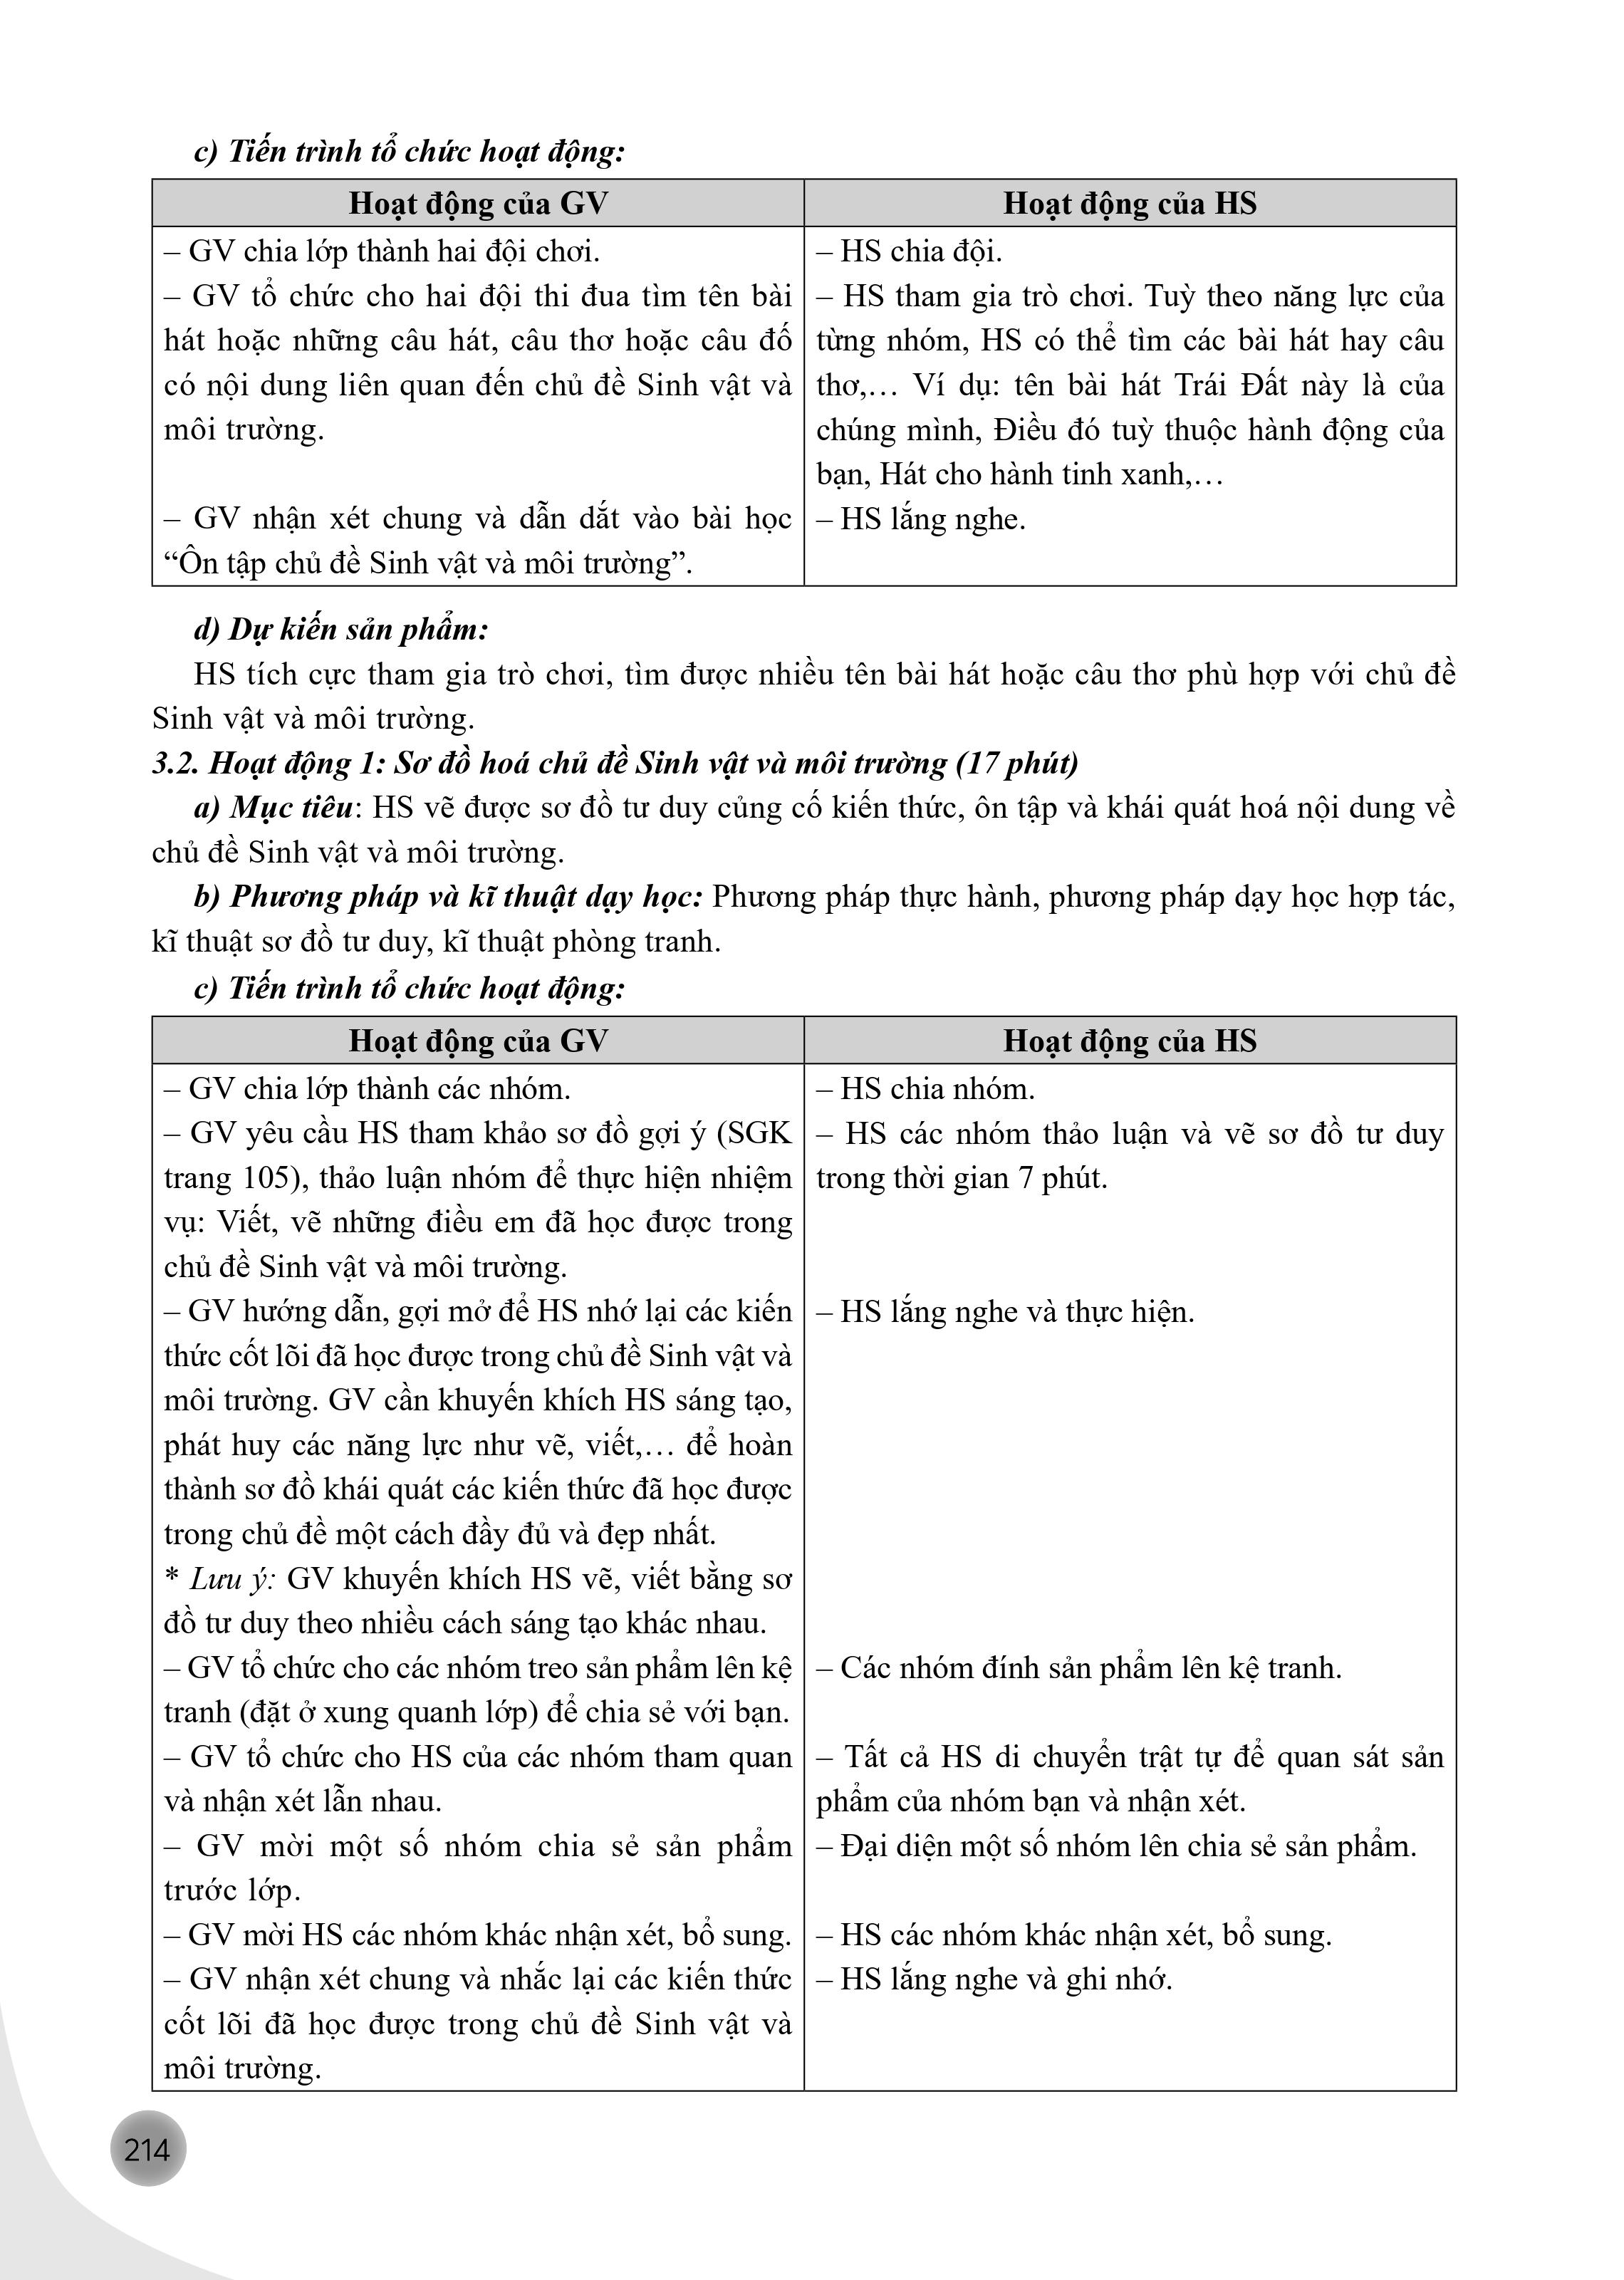 c) Tiến trình tổ chức hoạt động:
Hoạt động của GV
Hoạt động của HS
– GV chia lớp thành hai đội chơi.
– GV tổ chức cho hai đội thi đua tìm tên bài
hát hoặc những câu hát, câu thơ hoặc câu đố
có nội dung liên quan đến chủ đề Sinh vật và
môi trường.
– GV nhận xét chung và dẫn dắt vào bài học
“Ôn tập chủ đề Sinh vật và môi trường”.
– HS chia đội.
– HS tham gia trò chơi. Tuỳ theo năng lực của
từng nhóm, HS có thể tìm các bài hát hay câu
thơ,… Ví dụ: tên bài hát Trái Đất này là của
chúng mình, Điều đó tuỳ thuộc hành động của
bạn, Hát cho hành tinh xanh,…
– HS lắng nghe.
d) Dự kiến sản phẩm:
HS tích cực tham gia trò chơi, tìm được nhiều tên bài hát hoặc câu thơ phù hợp với chủ đề
Sinh vật và môi trường.
3.2. Hoạt động 1: Sơ đồ hoá chủ đề Sinh vật và môi trường (17 phút)
a) Mục tiêu: HS vẽ được sơ đồ tư duy củng cố kiến thức, ôn tập và khái quát hoá nội dung về
chủ đề Sinh vật và môi trường.
b) Phương pháp và kĩ thuật dạy học: Phương pháp thực hành, phương pháp dạy học hợp tác,
kĩ thuật sơ đồ tư duy, kĩ thuật phòng tranh.
c) Tiến trình tổ chức hoạt động:
Hoạt động của GV
Hoạt động của HS
– GV chia lớp thành các nhóm.
– GV yêu cầu HS tham khảo sơ đồ gợi ý (SGK
trang 105), thảo luận nhóm để thực hiện nhiệm
vụ: Viết, vẽ những điều em đã học được trong
chủ đề Sinh vật và môi trường.
– GV hướng dẫn, gợi mở để HS nhớ lại các kiến
thức cốt lõi đã học được trong chủ đề Sinh vật và
môi trường. GV cần khuyến khích HS sáng tạo,
phát huy các năng lực như vẽ, viết,… để hoàn
thành sơ đồ khái quát các kiến thức đã học được
trong chủ đề một cách đầy đủ và đẹp nhất.
* Lưu ý: GV khuyến khích HS vẽ, viết bằng sơ
đồ tư duy theo nhiều cách sáng tạo khác nhau.
– GV tổ chức cho các nhóm treo sản phẩm lên kệ
tranh (đặt ở xung quanh lớp) để chia sẻ với bạn.
– GV tổ chức cho HS của các nhóm tham quan
và nhận xét lẫn nhau.
– GV mời một số nhóm chia sẻ sản phẩm
trước lớp.
– GV mời HS các nhóm khác nhận xét, bổ sung.
– GV nhận xét chung và nhắc lại các kiến thức
cốt lõi đã học được trong chủ đề Sinh vật và
môi trường.
– HS chia nhóm.
– HS các nhóm thảo luận và vẽ sơ đồ tư duy
trong thời gian 7 phút.
– HS lắng nghe và thực hiện.
– Các nhóm đính sản phẩm lên kệ tranh.
– Tất cả HS di chuyển trật tự để quan sát sản
phẩm của nhóm bạn và nhận xét.
– Đại diện một số nhóm lên chia sẻ sản phẩm.
– HS các nhóm khác nhận xét, bổ sung.
– HS lắng nghe và ghi nhớ.
214